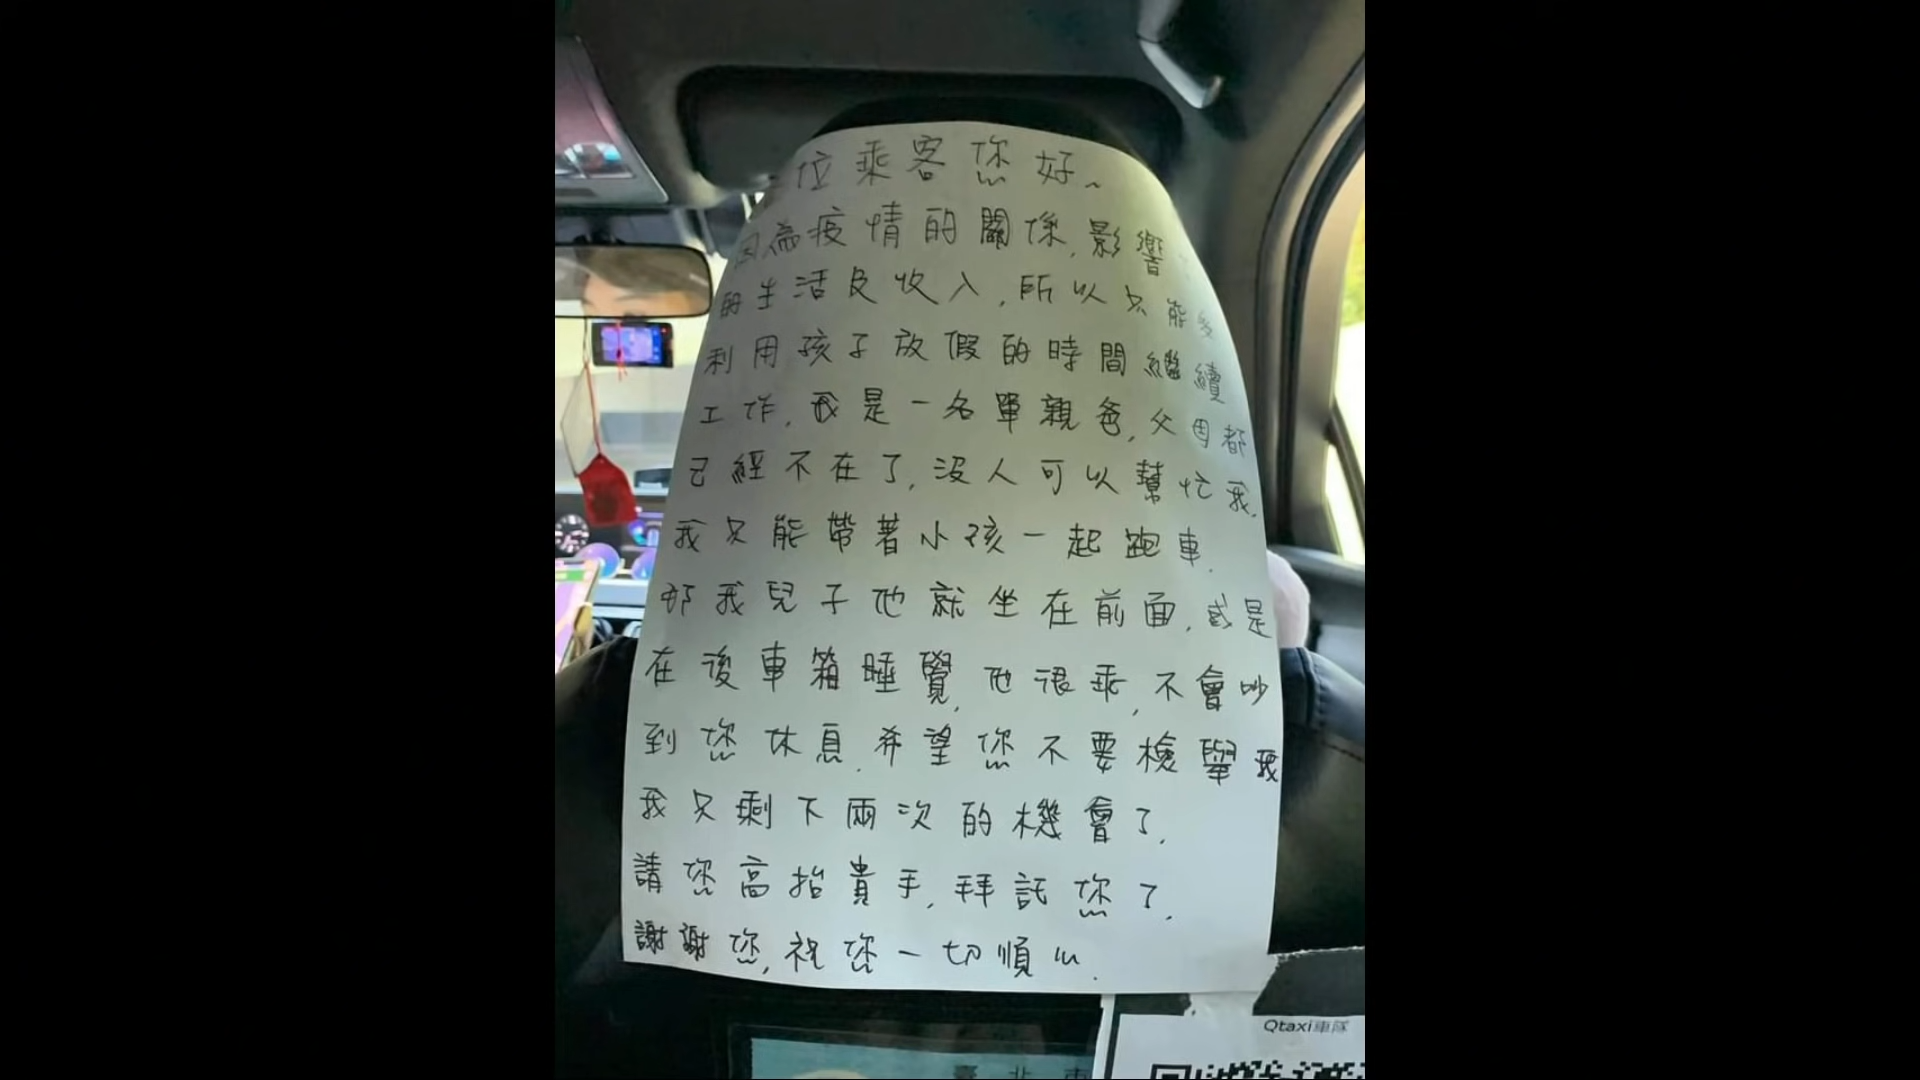 位乘客您好~
因為疫情的關係,影響
的生活及收入,所以只能多
利用孩子放假的時間繼續
工作,我是一名單親爸,父母都
已經不在了,沒人可以幫忙我,
我只能帶著小孩一起跑車.
那我兒子他就坐在前面,或是
在後車箱睡覺,他很乖,不會吵
到您休息.希望您不要檢舉我
我只剩下兩次的機會了,
請您高抬貴手,拜託您了,
謝謝您,祝您一切順心.
Qtaxi車隊
臺北市